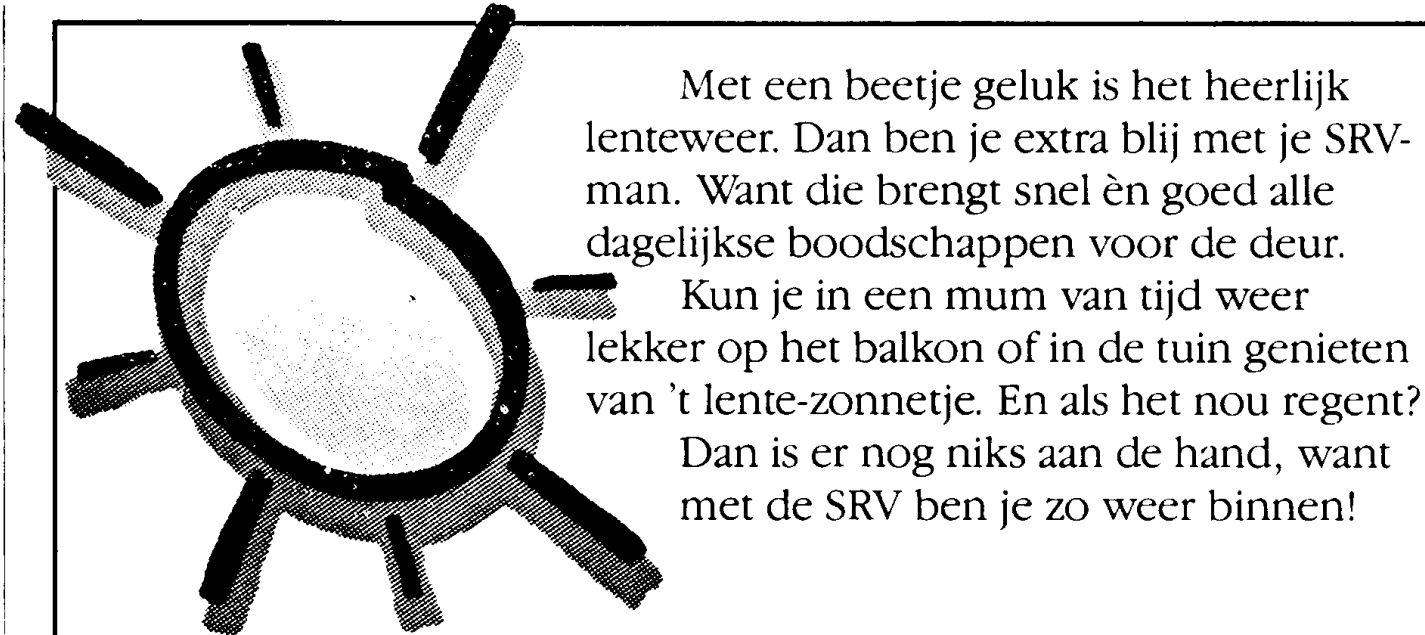 Met een beetje geluk is het heerlijk
lenteweer. Dan ben je extra blij met je SRV-
man. Want die brengt snel èn goed alle
dagelijkse boodschappen voor de deur.
Kun je in een mum van tijd weer
lekker op het balkon of in de tuin genieten
van 't lente-zonnetje. En als het nou regent?
Dan is er nog niks aan de hand, want
met de SRV ben je zo weer binnen!